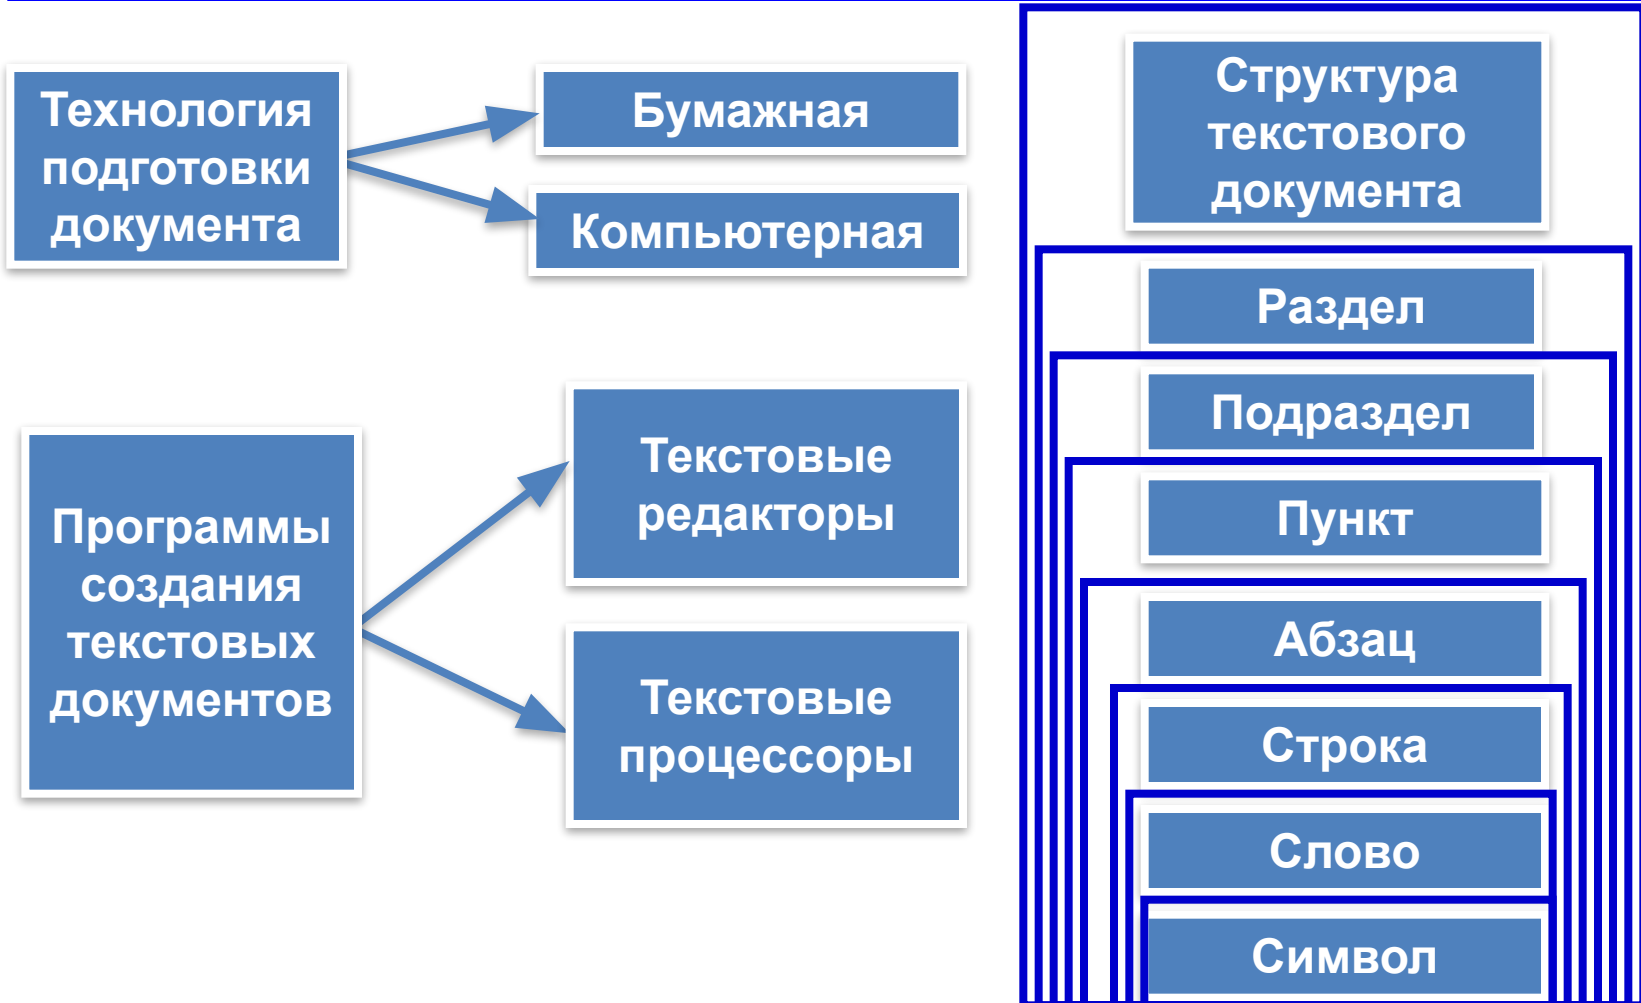 Технология
подготовки
документа
Бумажная
Компьютерная
Программы
создания
текстовых
документов
Текстовые
редакторы
Текстовые
процессоры
Структура
текстового
документа
Раздел
Подраздел
Пункт
Абзац
Строка
Слово
Символ